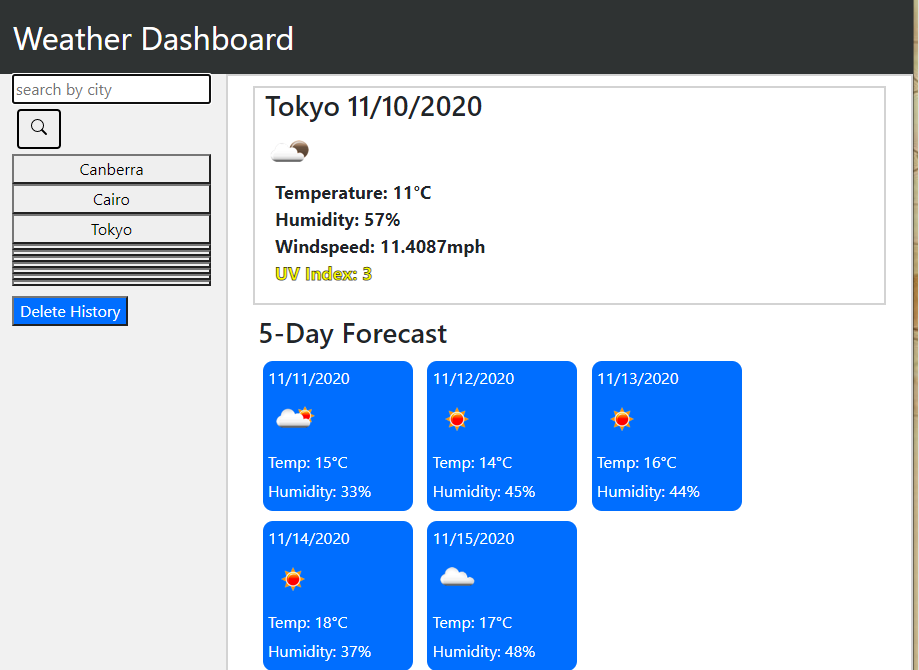 Weather Dashboard
search by city
Canberra
Cairo
Tokyo
Delete History
Tokyo 11/10/2020
Temperature: 11°C
Humidity: 57%
Windspeed: 11.4087mph
UV Index: 3
5-Day Forecast
11/11/2020
Temp: 15°C
Humidity: 33%
11/12/2020
Temp: 14°C
Humidity: 45%
11/13/2020
Temp: 16°C
Humidity: 44%
11/14/2020
Temp: 18°C
Humidity: 37%
11/15/2020
Temp: 17°C
Humidity: 48%